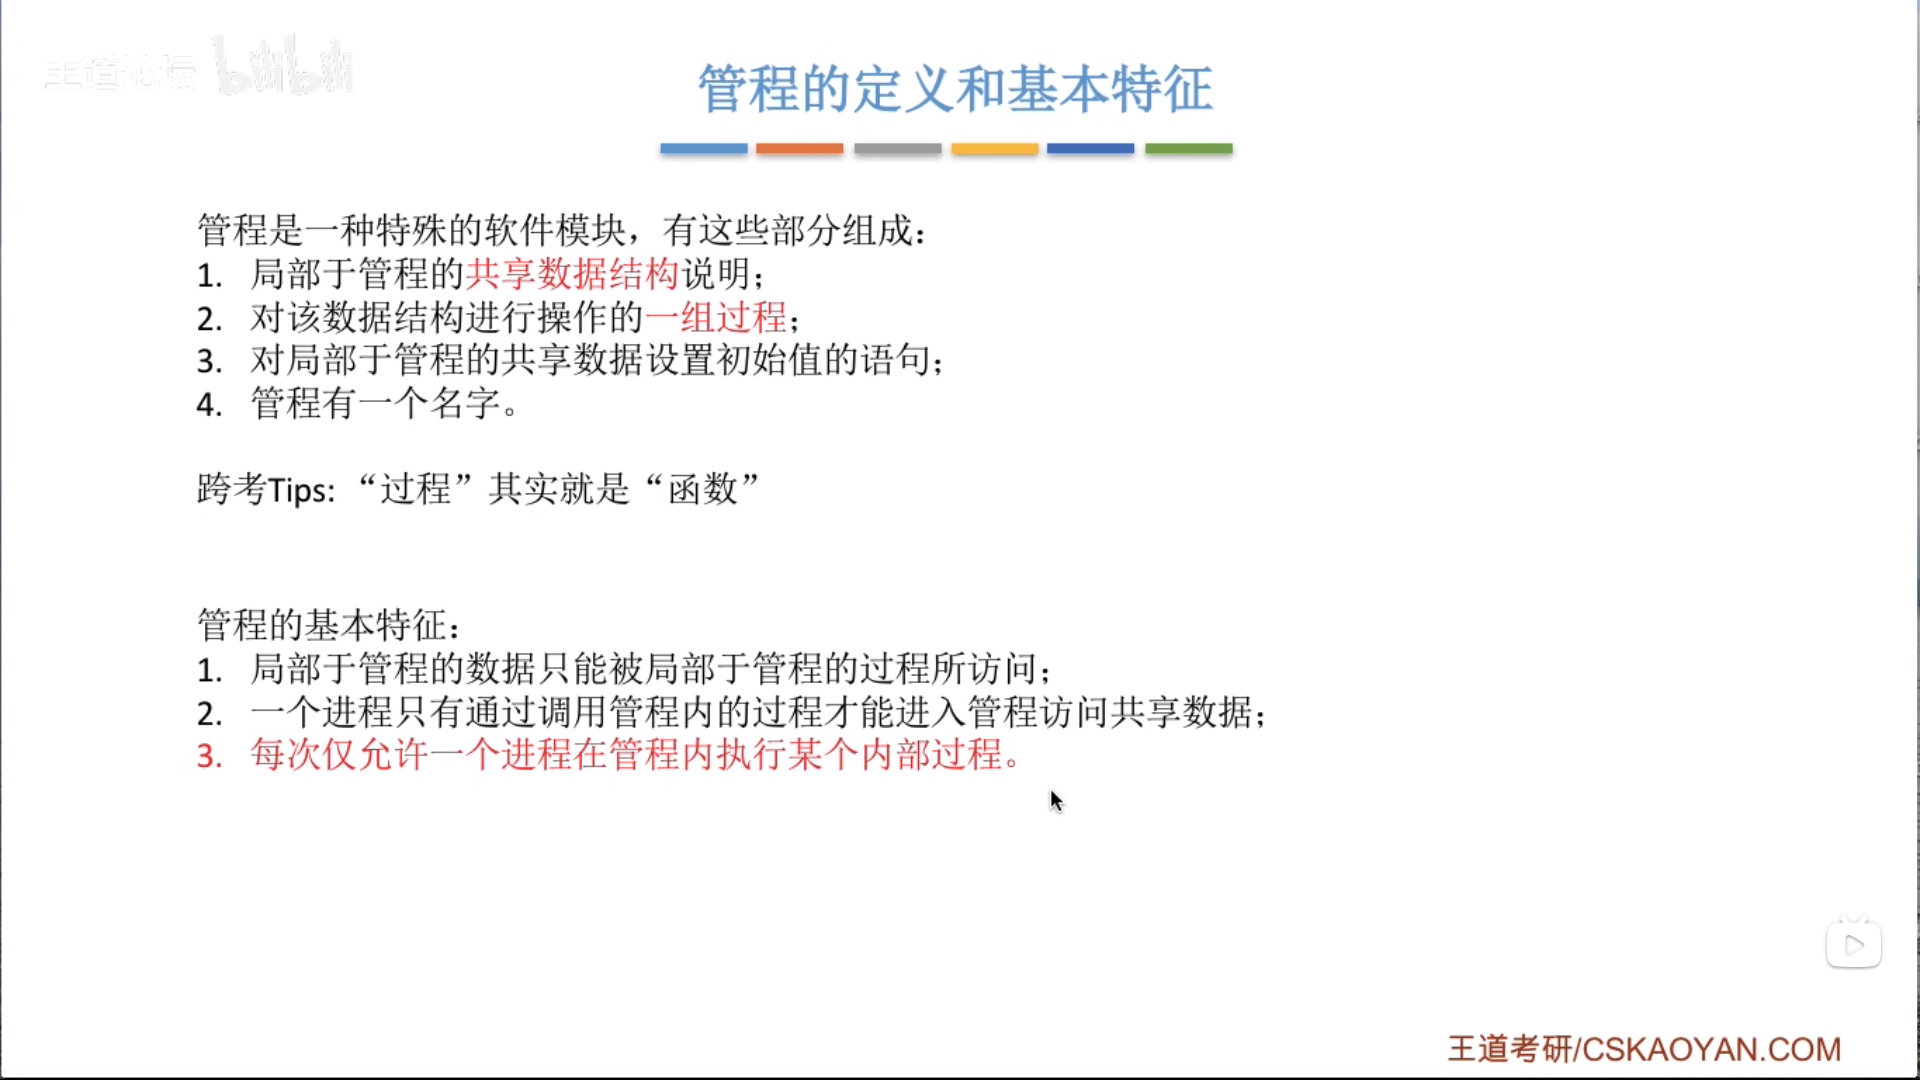 王道论坛 bilibili
管程的定义和基本特征
管程是一种特殊的软件模块，有这些部分组成：
1. 局部于管程的共享数据结构说明；
2. 对该数据结构进行操作的一组过程；
3. 对局部于管程的共享数据设置初始值的语句；
4. 管程有一个名字。
跨考Tips: “过程”其实就是“函数”
管程的基本特征：
1. 局部于管程的数据只能被局部于管程的过程所访问；
2. 一个进程只有通过调用管程内的过程才能进入管程访问共享数据；
3. 每次仅允许一个进程在管程内执行某个内部过程。
王道考研/CSKAOYAN.COM